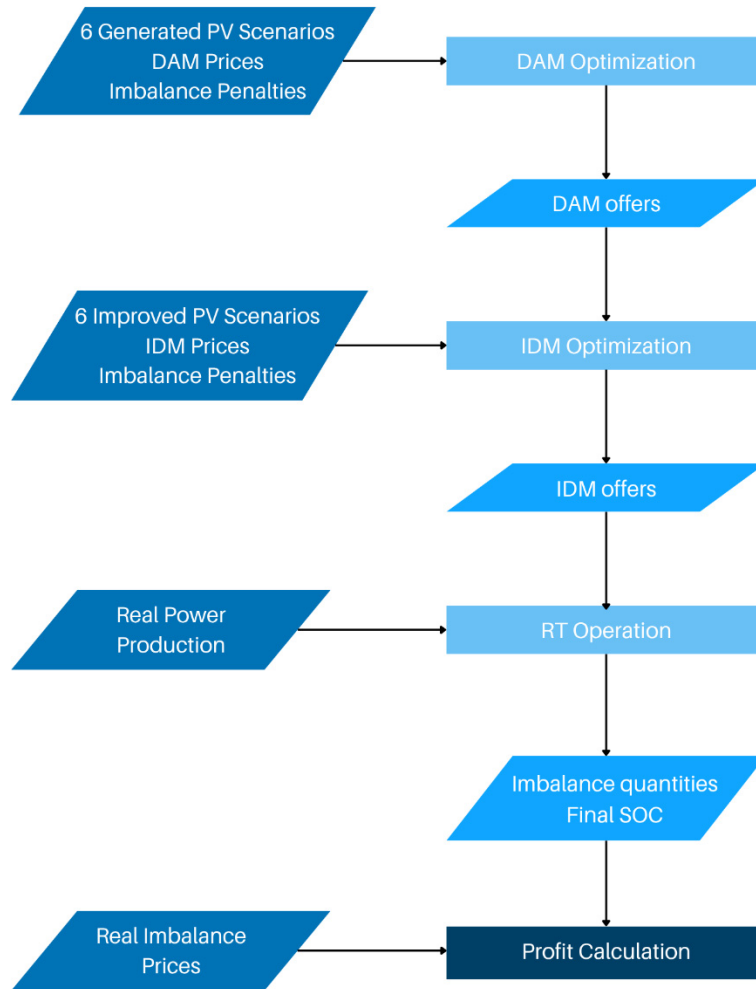 6 Generated PV Scenarios
DAM Prices
Imbalance Penalties
DAM Optimization
DAM offers
6 Improved PV Scenarios
IDM Prices
Imbalance Penalties
IDM Optimization
IDM offers
Real Power
Production
RT Operation
Imbalance quantities
Final SOC
Real Imbalance
Prices
Profit Calculation